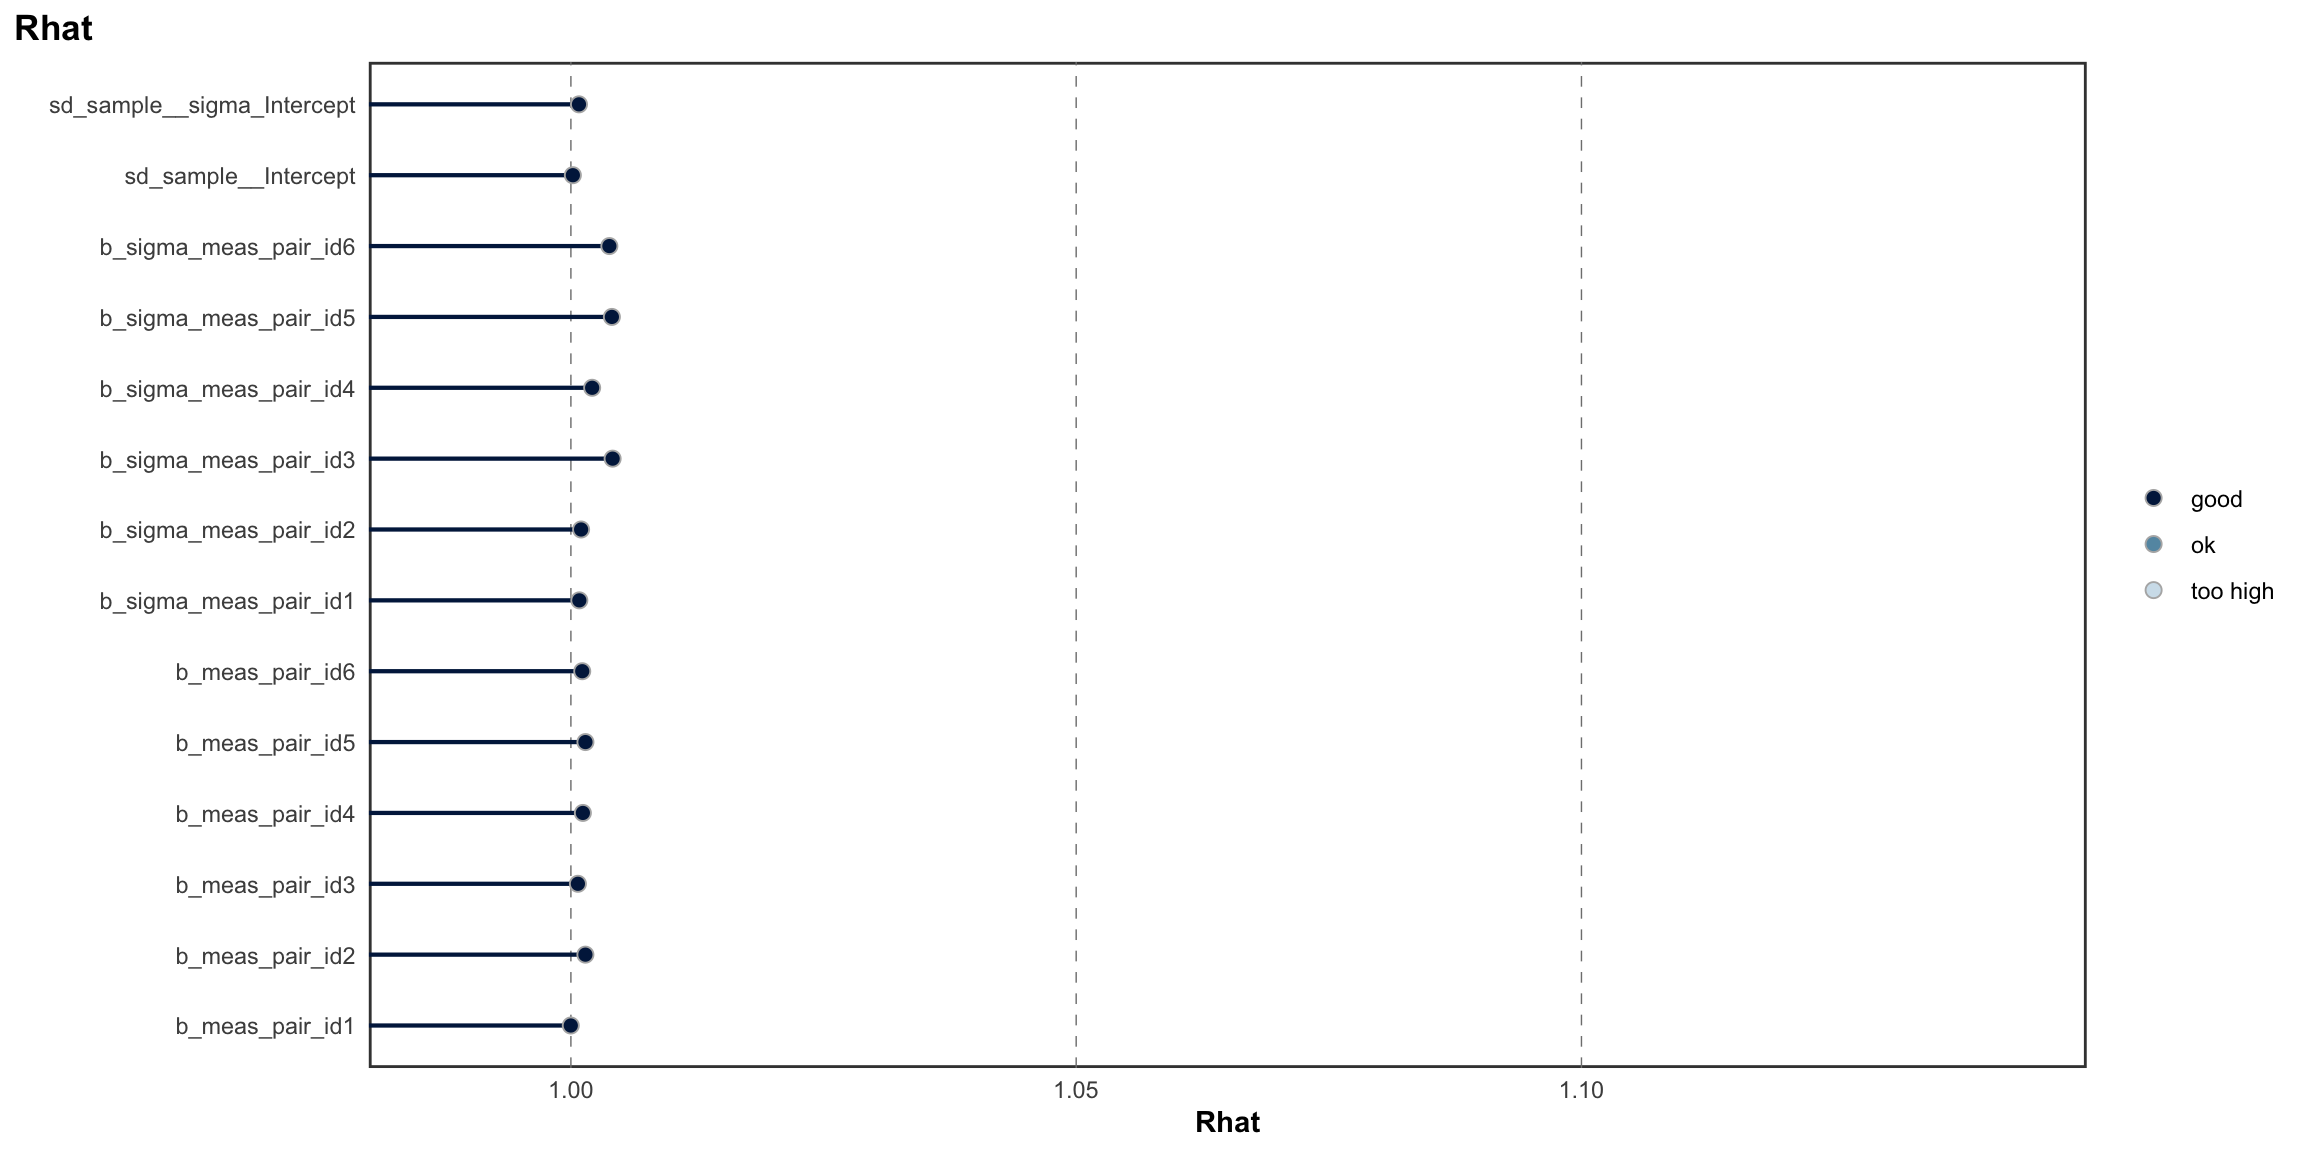 Rhat
sd_sample__sigma_Intercept
sd_sample__Intercept
b_sigma_meas_pair_id6
b_sigma_meas_pair_id5
b_sigma_meas_pair_id4
b_sigma_meas_pair_id3
b_sigma_meas_pair_id2
b_sigma_meas_pair_id1
b_meas_pair_id6
b_meas_pair_id5
b_meas_pair_id4
b_meas_pair_id3
b_meas_pair_id2
b_meas_pair_id1
1.00 1.05 1.10
Rhat
good
ok
too high